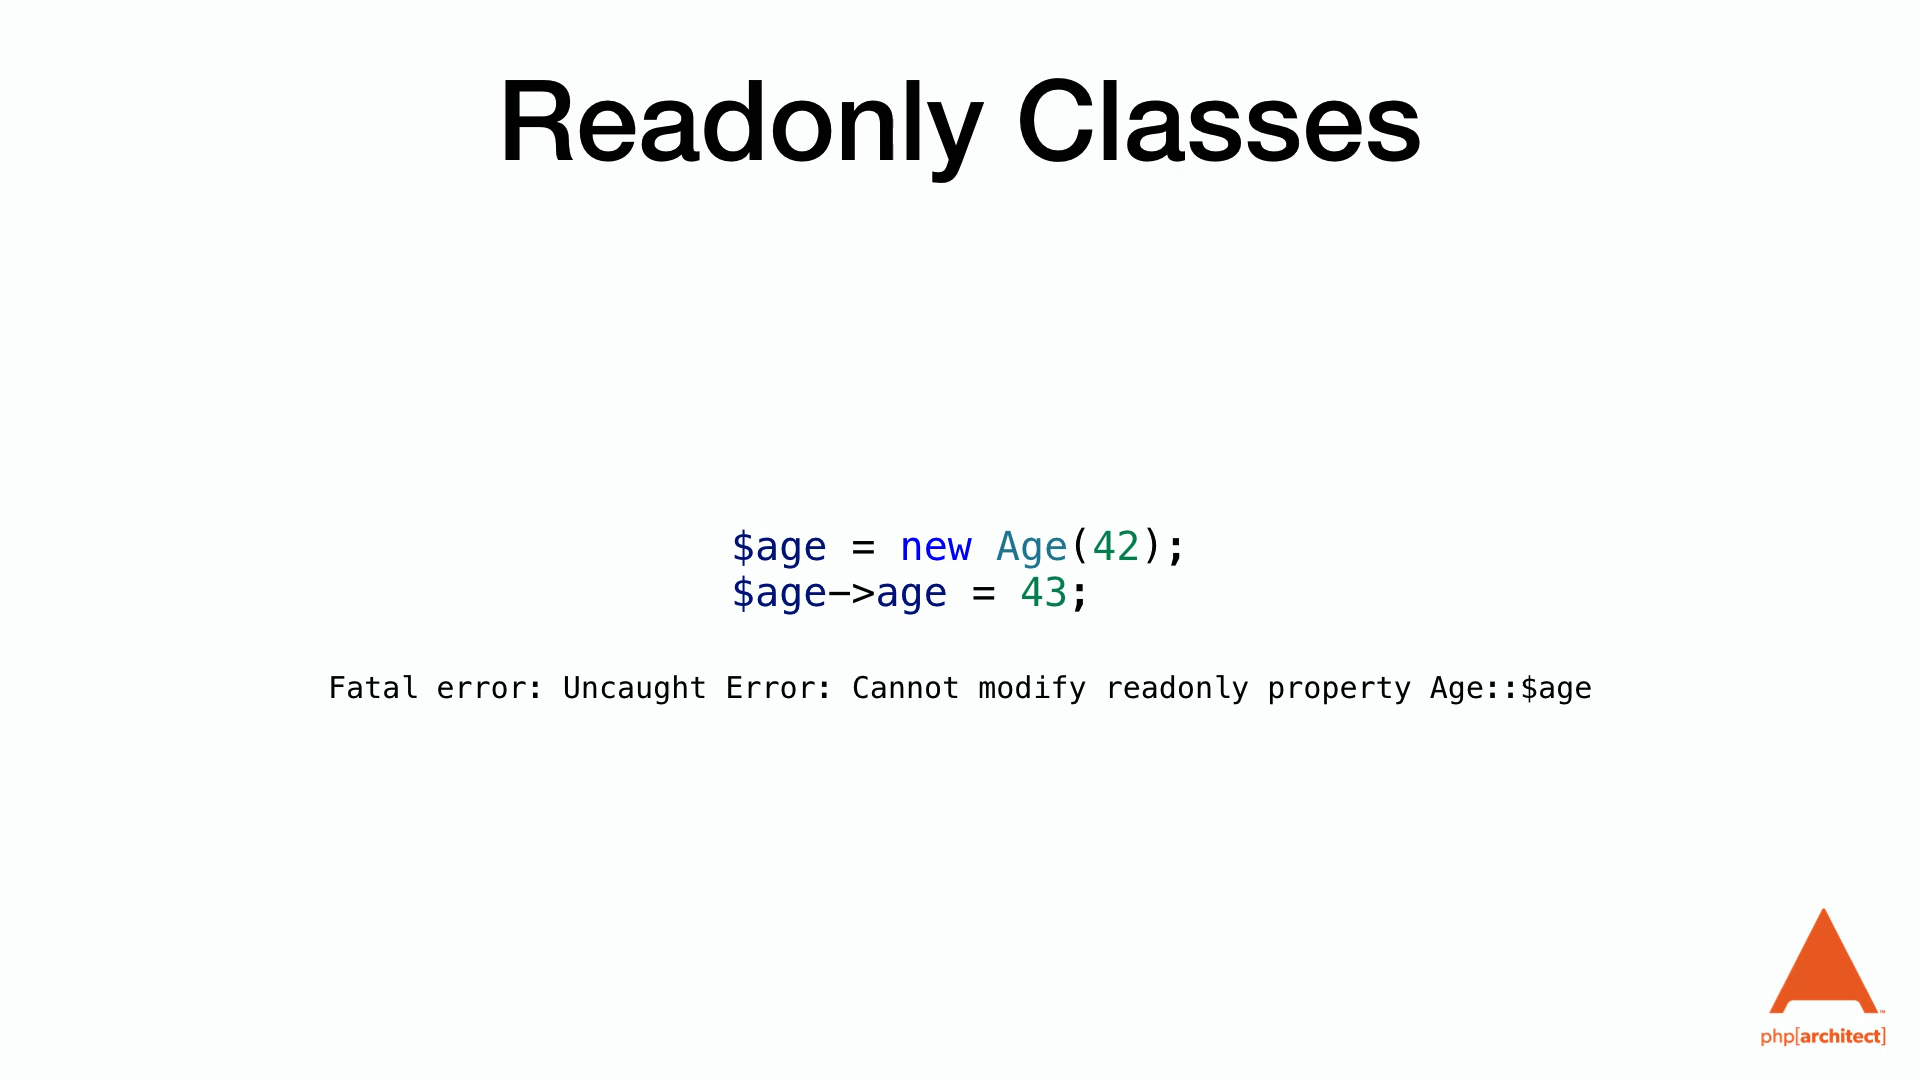 Readonly Classes
$age = new Age(42);
$age->age = 43;
Fatal error: Uncaught Error: Cannot modify readonly property Age::$age
php[architect]